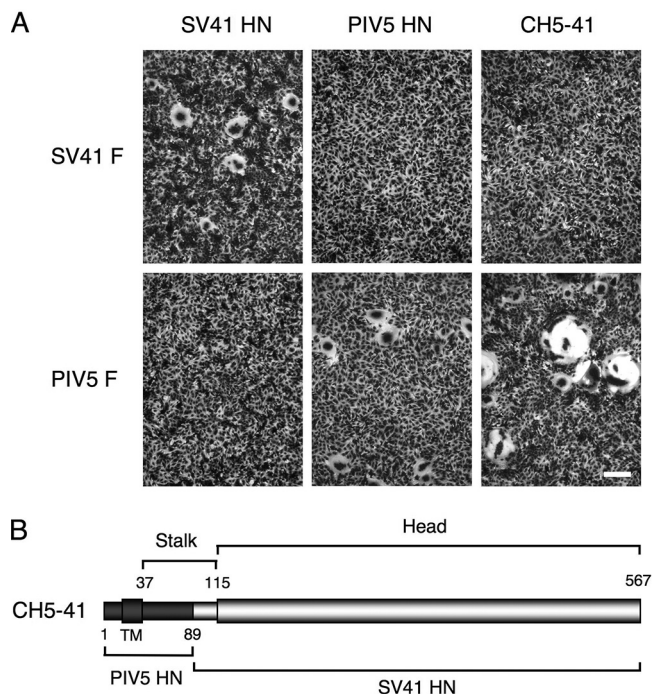 A
SV41 HN PIV5 HN CH5-41
SV41 F
PIV5 F
B
Head
Stalk
37 115 567
CH5-41
1 TM 89
PIV5 HN SV41 HN